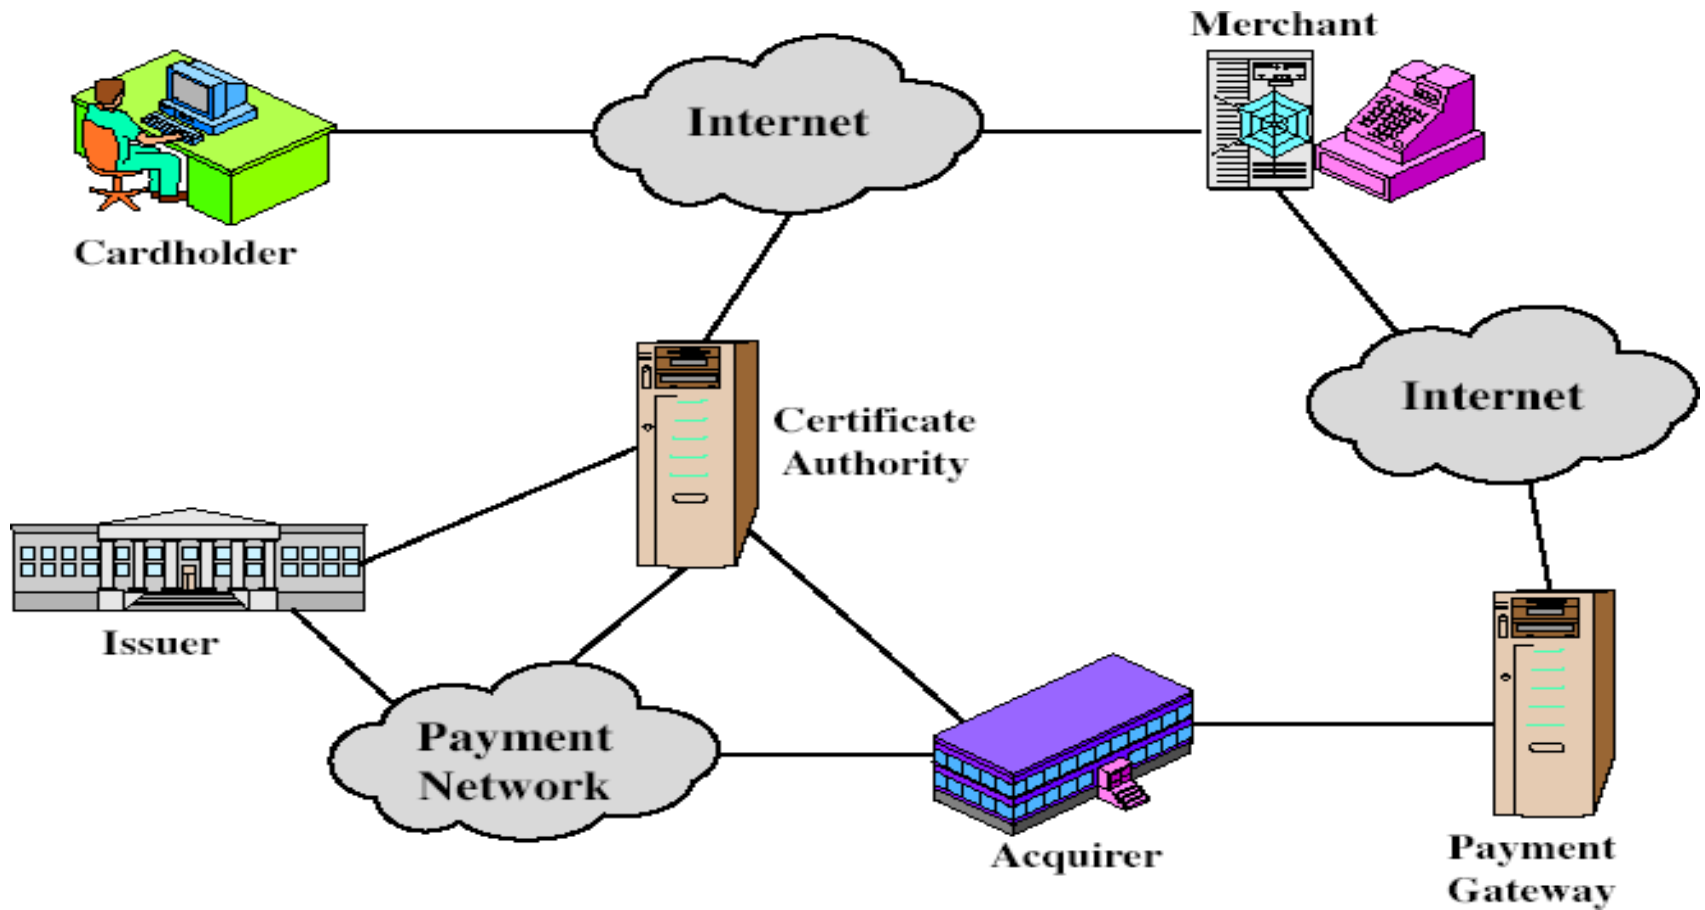 Merchant
Internet
Cardholder
Internet
Certificate
Authority
Issuer
Payment
Network
Acquirer
Payment
Gateway